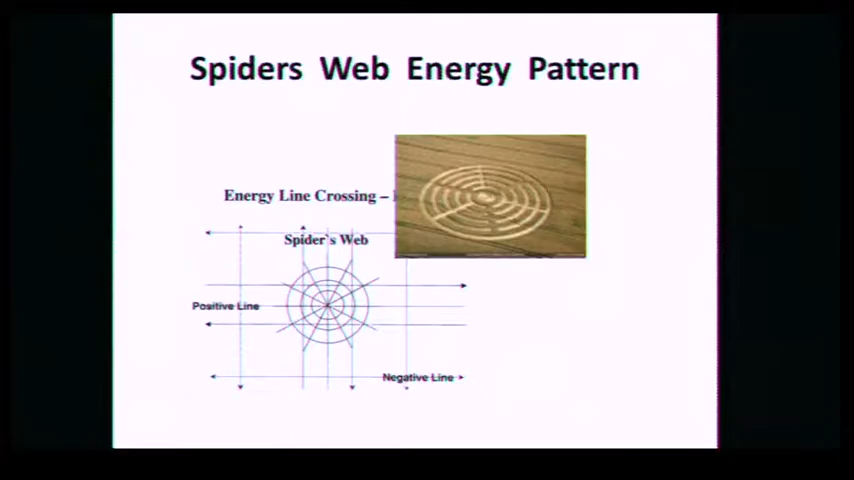 Spiders Web Energy Pattern
Energy Line Crossing –
Spider`s Web
Positive Line
Negative Line